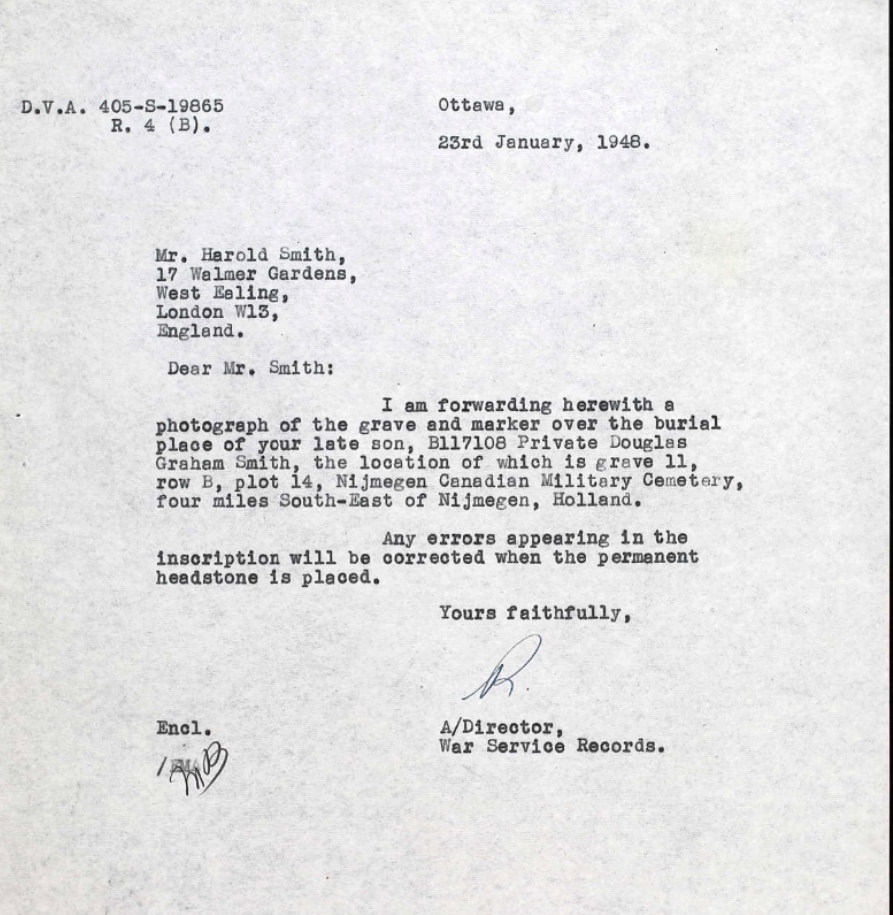 D.V.A. 405-S-19865
R. 4 (B).
Ottawa,
23rd January, 1948.
Mr. Harold Smith,
17 Walmer Gardens,
West Ealing,
London W13,
England.
Dear Mr. Smith:
I am forwarding herewith a
photograph of the grave and marker over the burial
place of your late son, B117108 Private Douglas
Graham Smith, the location of which is grave 11,
row B, plot 14, Nijmegen Canadian Military Cemetery,
four miles South-East of Nijmegen, Holland.
Any errors appearing in the
inscription will be corrected when the permanent
headstone is placed.
Yours faithfully,
R.
Encl.
A/Director,
War Service Records.